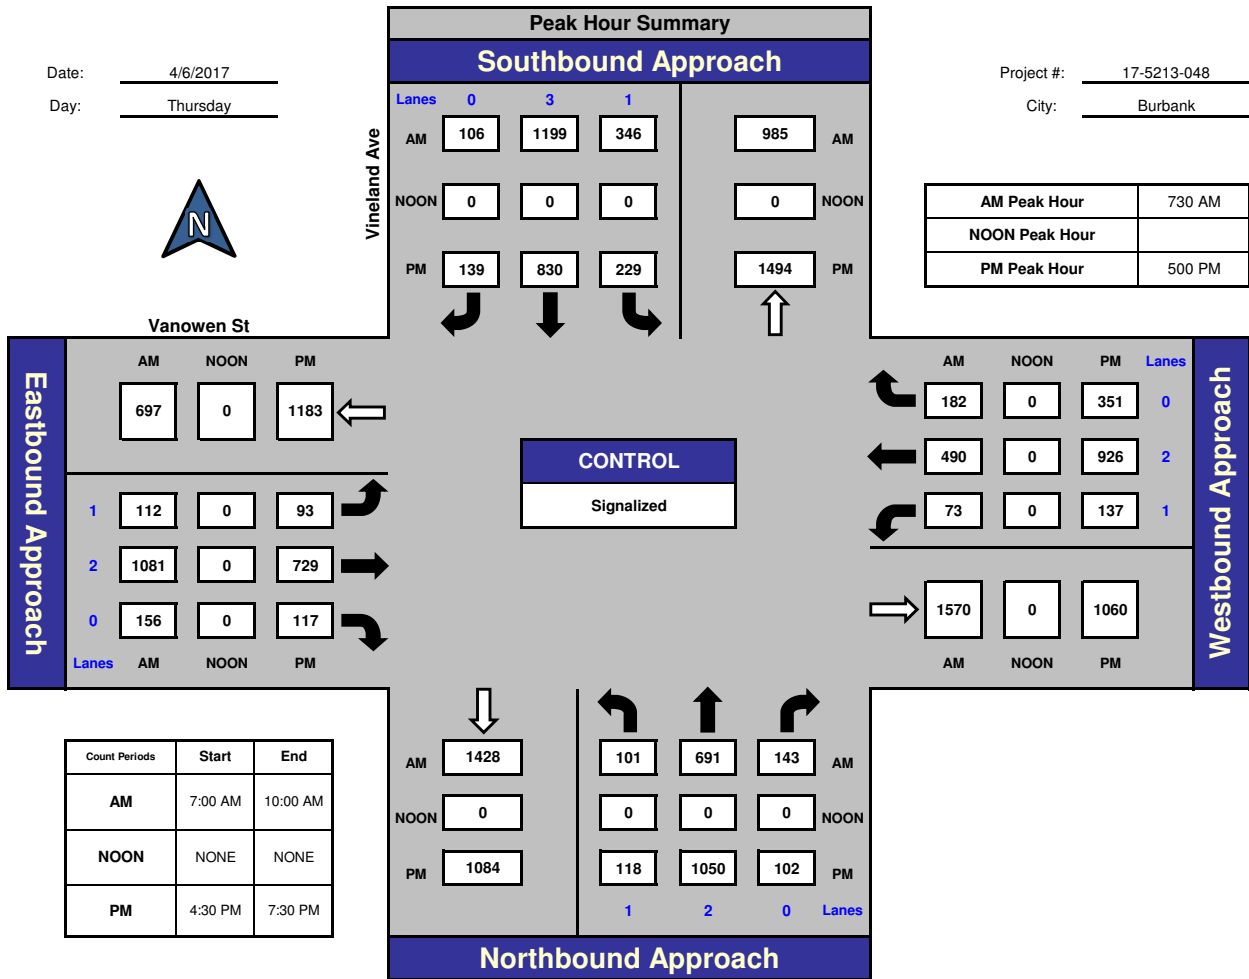 Peak Hour Summary
Southbound Approach
Date: 4/6/2017
Day: Thursday
Project #: 17-5213-048
City: Burbank
N
Vineland Ave
Lanes 0 3 1
AM 106 1199 346 985 AM
NOON 0 0 0 0 NOON
PM 139 830 229 1494 PM
AM Peak Hour 730 AM
NOON Peak Hour
PM Peak Hour 500 PM
Vanowen St
Eastbound Approach
AM NOON PM
697 0 1183
1 112 0 93
2 1081 0 729
0 156 0 117
Lanes AM NOON PM
CONTROL
Signalized
AM NOON PM Lanes
182 0 351 0
490 0 926 2
73 0 137 1
1570 0 1060
AM NOON PM
Westbound Approach
Count Periods Start End
AM 7:00 AM 10:00 AM
NOON NONE NONE
PM 4:30 PM 7:30 PM
AM 1428 101 691 143 AM
NOON 0 0 0 0 NOON
PM 1084 118 1050 102 PM
1 2 0 Lanes
Northbound Approach